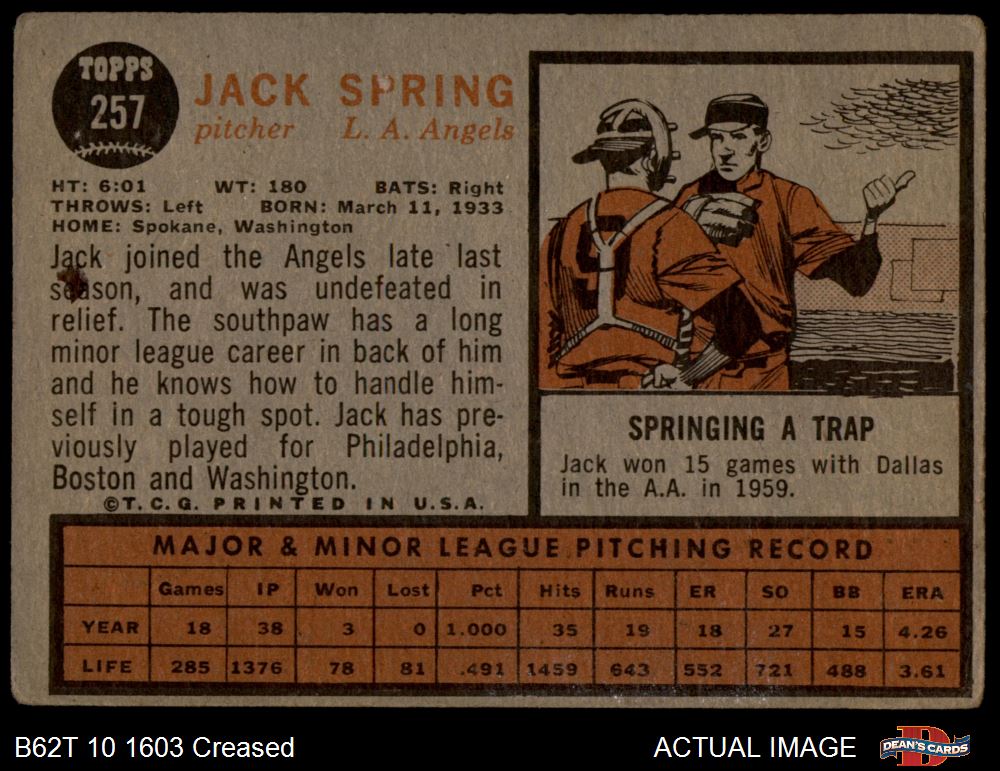 TOPPS
257
JACK SPRING
pitcher L. A. Angels
HT: 6:01 WT: 180 BATS: Right
THROWS: Left BORN: March 11, 1933
HOME: Spokane, Washington
Jack joined the Angels late last
season, and was undefeated in
relief. The southpaw has a long
minor league career in back of him
and he knows how to handle him-
self in a tough spot. Jack has pre-
viously played for Philadelphia,
Boston and Washington.
©T. C. G. PRINTED IN U.S.A.
9
SPRINGING A TRAP
Jack won 15 games with Dallas
in the A.A. in 1959.
MAJOR & MINOR LEAGUE PITCHING RECORD
Games IP Won Lost Pct Hits Runs ER SO BB ERA
YEAR 18 38 3 0 1.000 35 19 18 27 15 4.26
LIFE 285 1376 78 81 .491 1459 643 552 721 488 3.61
B62T 10 1603 Creased
ACTUAL IMAGE
DEAN'S CARDS